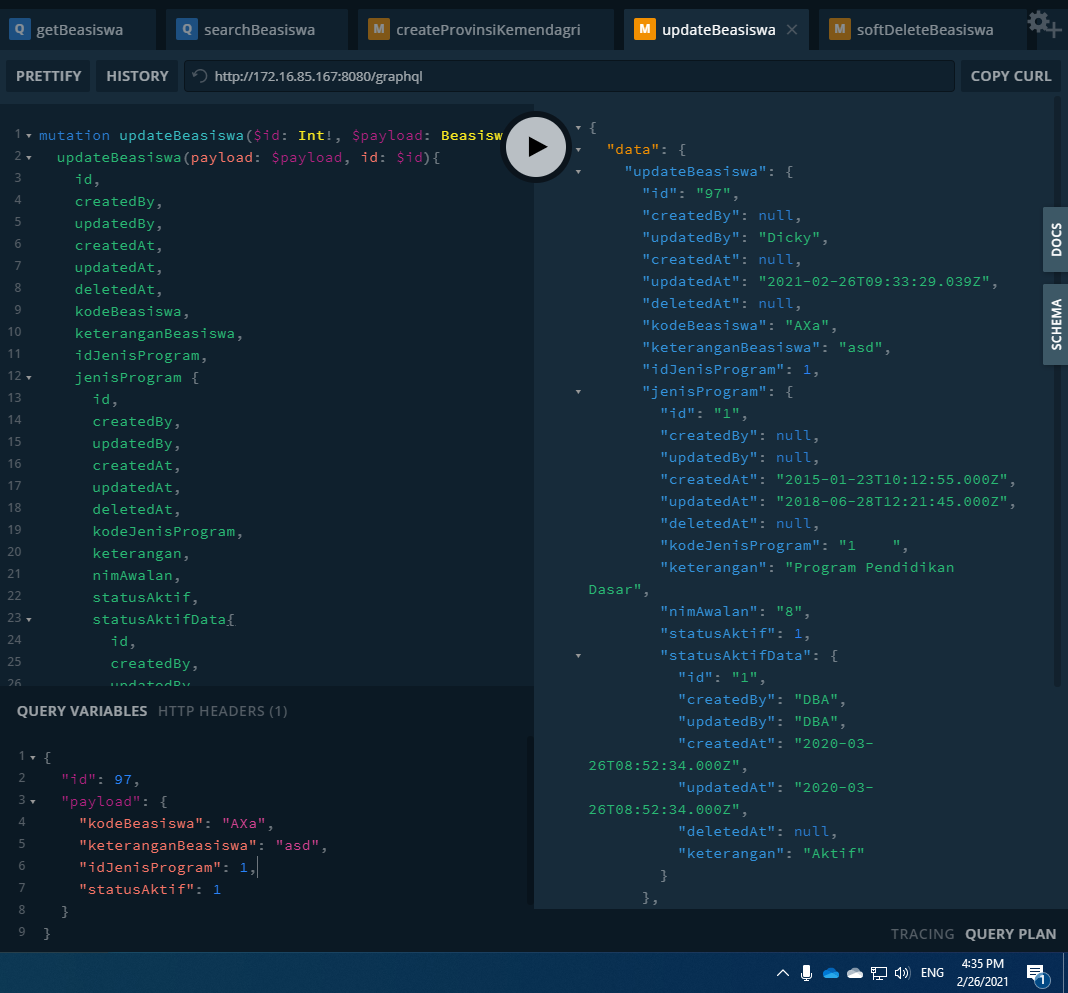 Q getBeasiswa
Q searchBeasiswa
M createProvinsiKemendagri
M updateBeasiswa
M softDeleteBeasiswa
PRETTIFY
HISTORY
http://172.16.85.167:8080/graphql
COPY CURL
1 mutation updateBeasiswa($id: Int!, $payload: Beasisw
2 updateBeasiswa(payload: $payload, id: $id){
3 id,
4 createdBy,
5 updatedBy,
6 createdAt,
7 updatedAt,
8 deletedAt,
9 kodeBeasiswa,
10 keteranganBeasiswa,
11 idJenisProgram,
12 jenisProgram {
13 id,
14 createdBy,
15 updatedBy,
16 createdAt,
17 updatedAt,
18 deletedAt,
19 kodeJenisProgram,
20 keterangan,
21 nimAwalan,
22 statusAktif,
23 statusAktifData{
24 id,
25 createdBy,
26 updatedBy
QUERY VARIABLES
HTTP HEADERS (1)
1 {
2 "id": 97,
3 "payload": {
4 "kodeBeasiswa": "AXa",
5 "keteranganBeasiswa": "asd",
6 "idJenisProgram": 1,
7 "statusAktif": 1
8 }
9 }
{
"data": {
"updateBeasiswa": {
"id": "97",
"createdBy": null,
"updatedBy": "Dicky",
"createdAt": null,
"updatedAt": "2021-02-26T09:33:29.039Z",
"deletedAt": null,
"kodeBeasiswa": "AXa",
"keteranganBeasiswa": "asd",
"idJenisProgram": 1,
"jenisProgram": {
"id": "1",
"createdBy": null,
"updatedBy": null,
"createdAt": "2015-01-23T10:12:55.000Z",
"updatedAt": "2018-06-28T12:21:45.000Z",
"deletedAt": null,
"kodeJenisProgram": "1    ",
"keterangan": "Program Pendidikan
Dasar",
"nimAwalan": "8",
"statusAktif": 1,
"statusAktifData": {
"id": "1",
"createdBy": "DBA",
"updatedBy": "DBA",
"createdAt": "2020-03-
26T08:52:34.000Z",
"updatedAt": "2020-03-
26T08:52:34.000Z",
"deletedAt": null,
"keterangan": "Aktif"
}
},
DOCS
SCHEMA
TRACING
QUERY PLAN
ENG
4:35 PM
2/26/2021
1